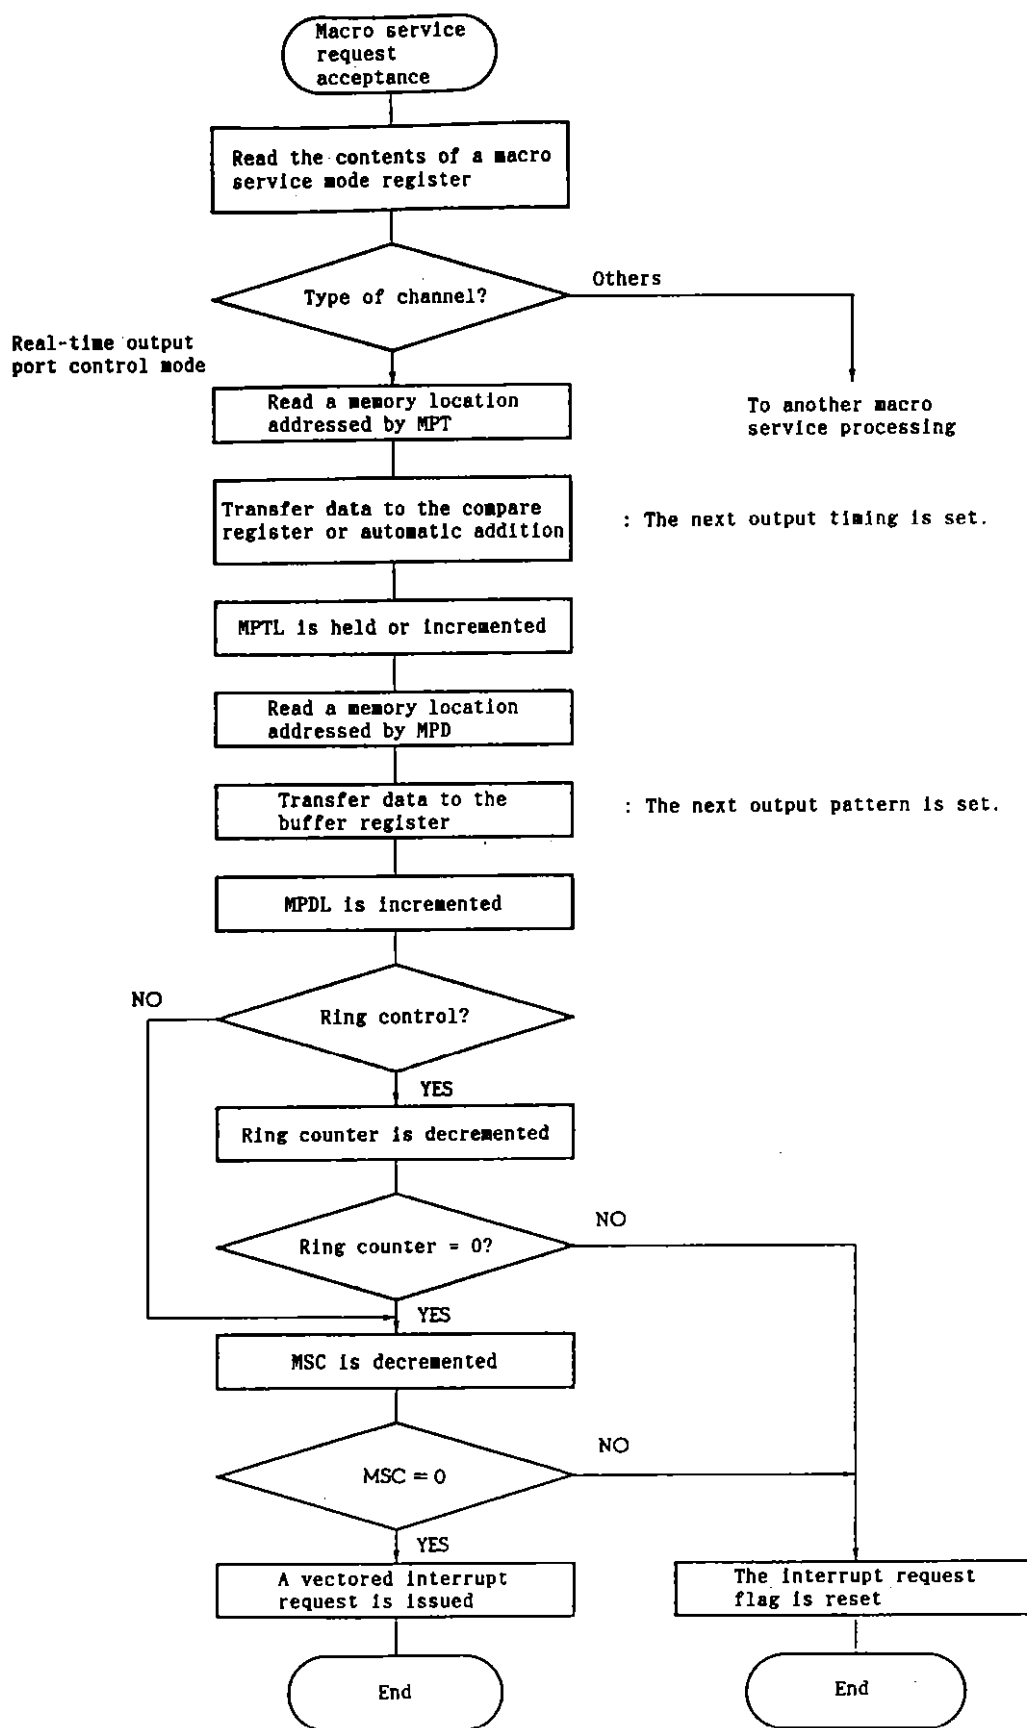 Macro service
request
acceptance
Read the contents of a macro
service mode register
Type of channel?
Others
Real-time output
port control mode
Read a memory location
addressed by MPT
To another macro
service processing
Transfer data to the compare
register or automatic addition
: The next output timing is set.
MPTL is held or incremented
Read a memory location
addressed by MPD
Transfer data to the
buffer register
: The next output pattern is set.
MPDL is incremented
NO
Ring control?
YES
Ring counter is decremented
NO
Ring counter = 0?
YES
MSC is decremented
NO
MSC = 0
YES
A vectored interrupt
request is issued
The interrupt request
flag is reset
End
End